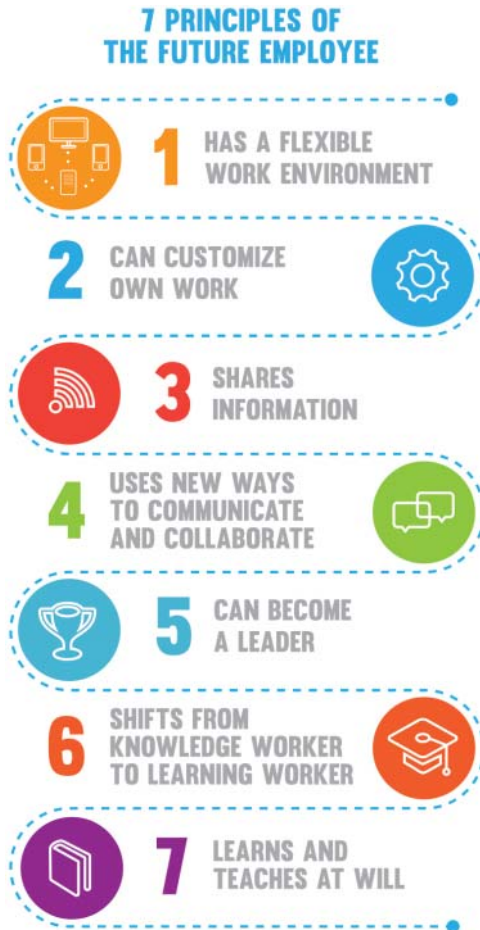 7 PRINCIPLES OF
THE FUTURE EMPLOYEE
1 HAS A FLEXIBLE
WORK ENVIRONMENT
2 CAN CUSTOMIZE
OWN WORK
3 SHARES
INFORMATION
4 USES NEW WAYS
TO COMMUNICATE
AND COLLABORATE
5 CAN BECOME
A LEADER
6 SHIFTS FROM
KNOWLEDGE WORKER
TO LEARNING WORKER
7 LEARNS AND
TEACHES AT WILL